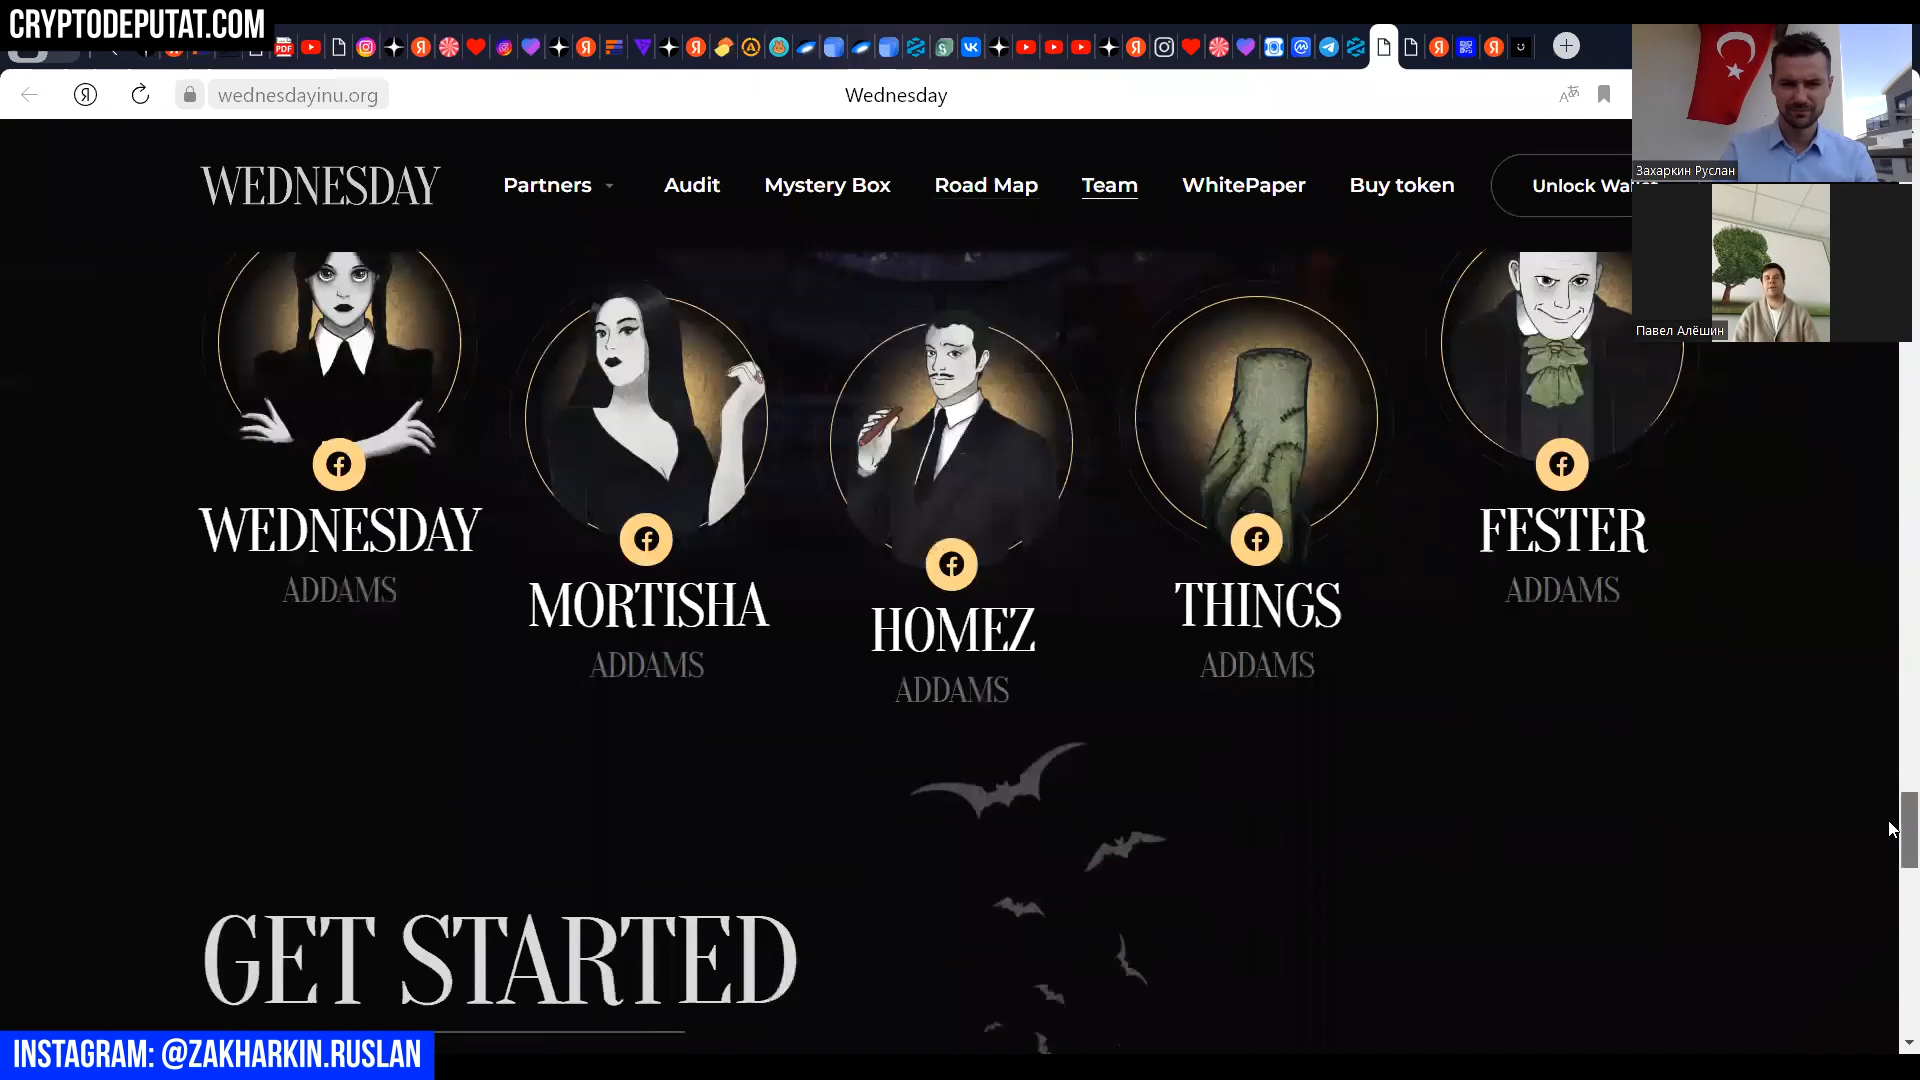 CRYPTODEPUTAT.COM
wednesdayinu.org
Wednesday
WEDNESDAY
Partners
Audit
Mystery Box
Road Map
Team
WhitePaper
Buy token
Unlock
Захаркин Руслан
Павел Алёшин
WEDNESDAY
ADDAMS
MORTISHA
ADDAMS
HOMEZ
ADDAMS
THINGS
ADDAMS
FESTER
ADDAMS
GET STARTED
INSTAGRAM: @ZAKHARKIN.RUSLAN